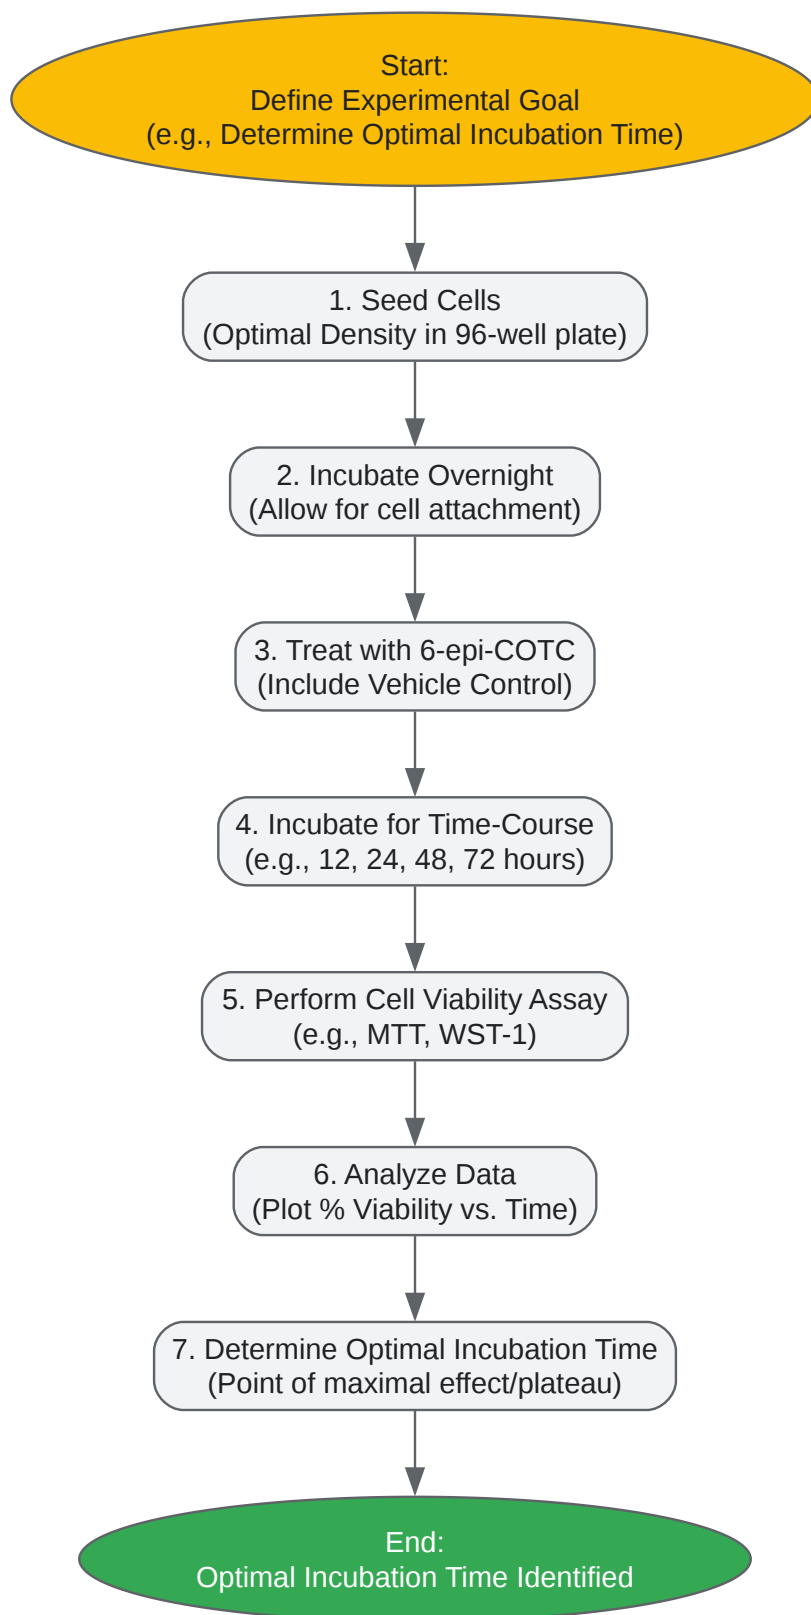 Start:
Define Experimental Goal
(e.g., Determine Optimal Incubation Time)
1. Seed Cells
(Optimal Density in 96-well plate)
2. Incubate Overnight
(Allow for cell attachment)
3. Treat with 6-epi-COTC
(Include Vehicle Control)
4. Incubate for Time-Course
(e.g., 12, 24, 48, 72 hours)
5. Perform Cell Viability Assay
(e.g., MTT, WST-1)
6. Analyze Data
(Plot % Viability vs. Time)
7. Determine Optimal Incubation Time
(Point of maximal effect/plateau)
End:
Optimal Incubation Time Identified